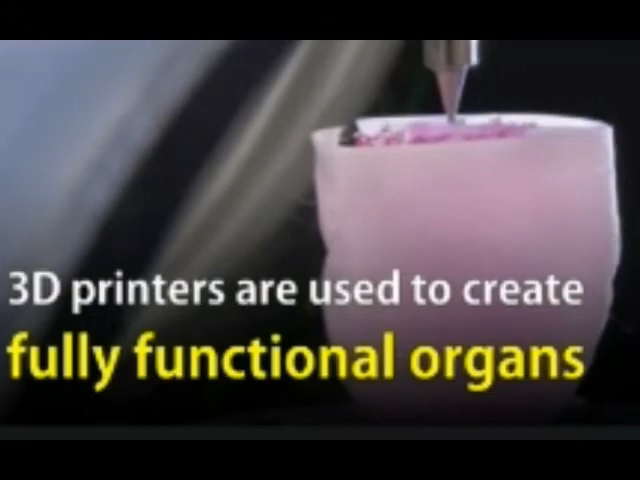 3D printers are used to create
fully functional organs